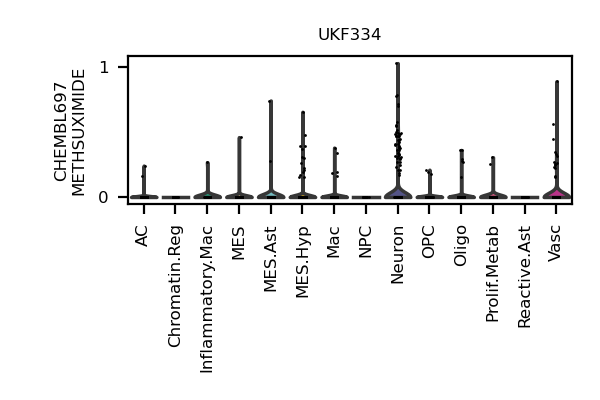 UKF334
CHEMBL697
METHSUXIMIDE
1
0
AC
Chromatin.Reg
Inflammatory.Mac
MES
MES.Ast
MES.Hyp
Mac
NPC
Neuron
OPC
Oligo
Prolif.Metab
Reactive.Ast
Vasc